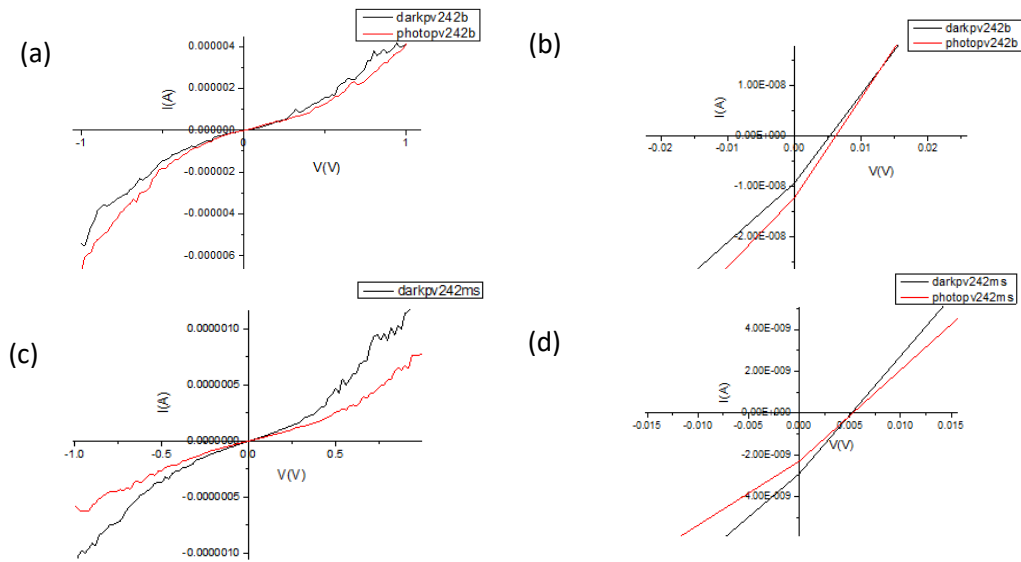 (a)
darkpv242b
photopv242b
0.000004
0.000002
0.000000
-0.000002
-0.000004
-0.000006
-1
0
1
I(A)
V(V)
(b)
darkpv242b
photopv242b
1.00E-008
0.00E+000
-1.00E-008
-2.00E-008
-0.02
-0.01
0.00
0.01
0.02
I(A)
V(V)
(c)
darkpv242ms
0.0000010
0.0000005
0.0000000
-0.0000005
-0.0000010
-1.0
-0.5
0.0
0.5
I(A)
V(V)
(d)
darkpv242ms
photopv242ms
4.00E-009
2.00E-009
0.00E+000
-2.00E-009
-4.00E-009
-0.015
-0.010
-0.005
0.000
0.005
0.010
0.015
I(A)
V(V)